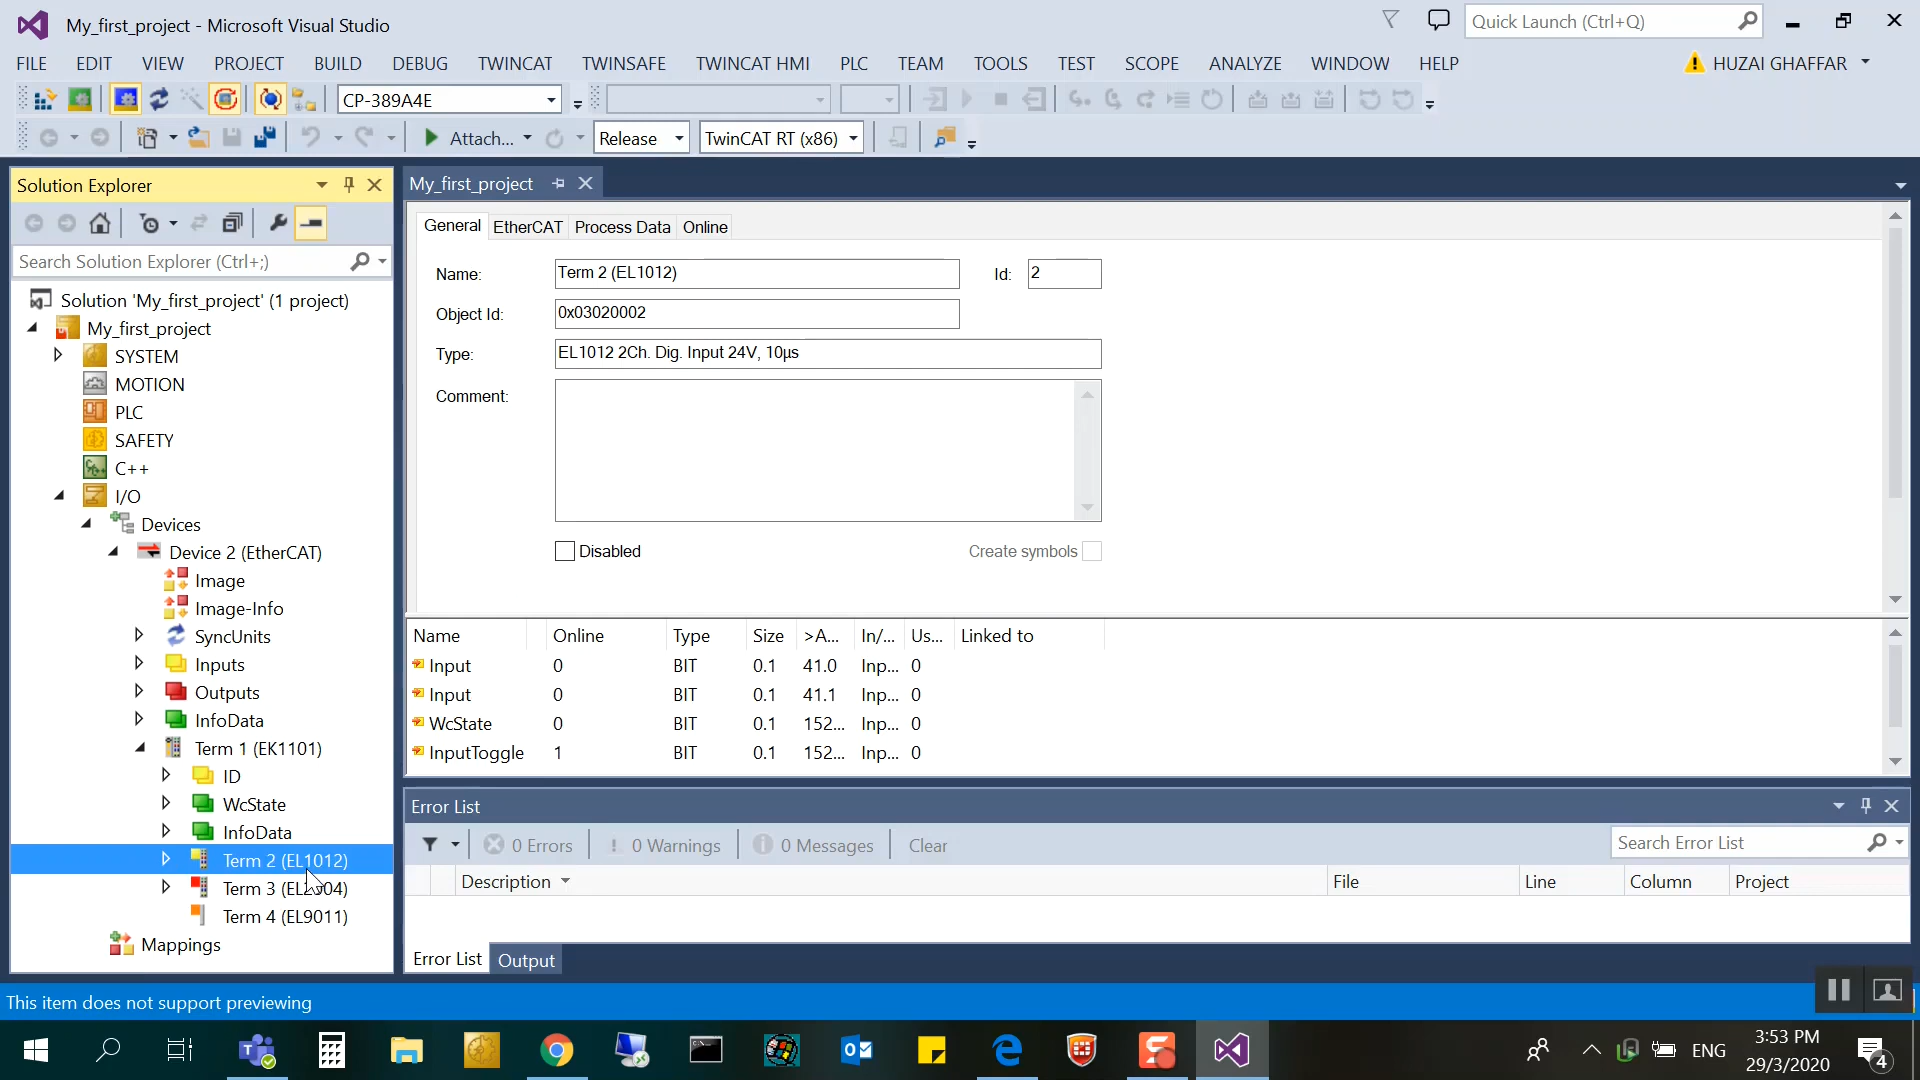 My_first_project - Microsoft Visual Studio
Quick Launch (Ctrl+Q)
FILE EDIT VIEW PROJECT BUILD DEBUG TWINCAT TWINSAFE TWINCAT HMI PLC TEAM TOOLS TEST SCOPE ANALYZE WINDOW HELP
HUZAI GHAFFAR
CP-389A4E
Attach... Release TwinCAT RT (x86)
Solution Explorer
Search Solution Explorer (Ctrl+;)
Solution 'My_first_project' (1 project)
My_first_project
SYSTEM
MOTION
PLC
SAFETY
C++
I/O
Devices
Device 2 (EtherCAT)
Image
Image-Info
SyncUnits
Inputs
Outputs
InfoData
Term 1 (EK1101)
ID
WcState
InfoData
Term 2 (EL1012)
Term 3 (EL2004)
Term 4 (EL9011)
Mappings
My_first_project
General EtherCAT Process Data Online
Name: Term 2 (EL1012) Id: 2
Object Id: 0x03020002
Type: EL1012 2Ch. Dig. Input 24V, 10µs
Comment:
Disabled Create symbols
Name Online Type Size >A... In/... Us... Linked to
Input 0 BIT 0.1 41.0 Inp... 0
Input 0 BIT 0.1 41.1 Inp... 0
WcState 0 BIT 0.1 152... Inp... 0
InputToggle 1 BIT 0.1 152... Inp... 0
Error List
0 Errors 0 Warnings 0 Messages Clear
Search Error List
Description File Line Column Project
Error List Output
This item does not support previewing
ENG
3:53 PM
29/3/2020
4